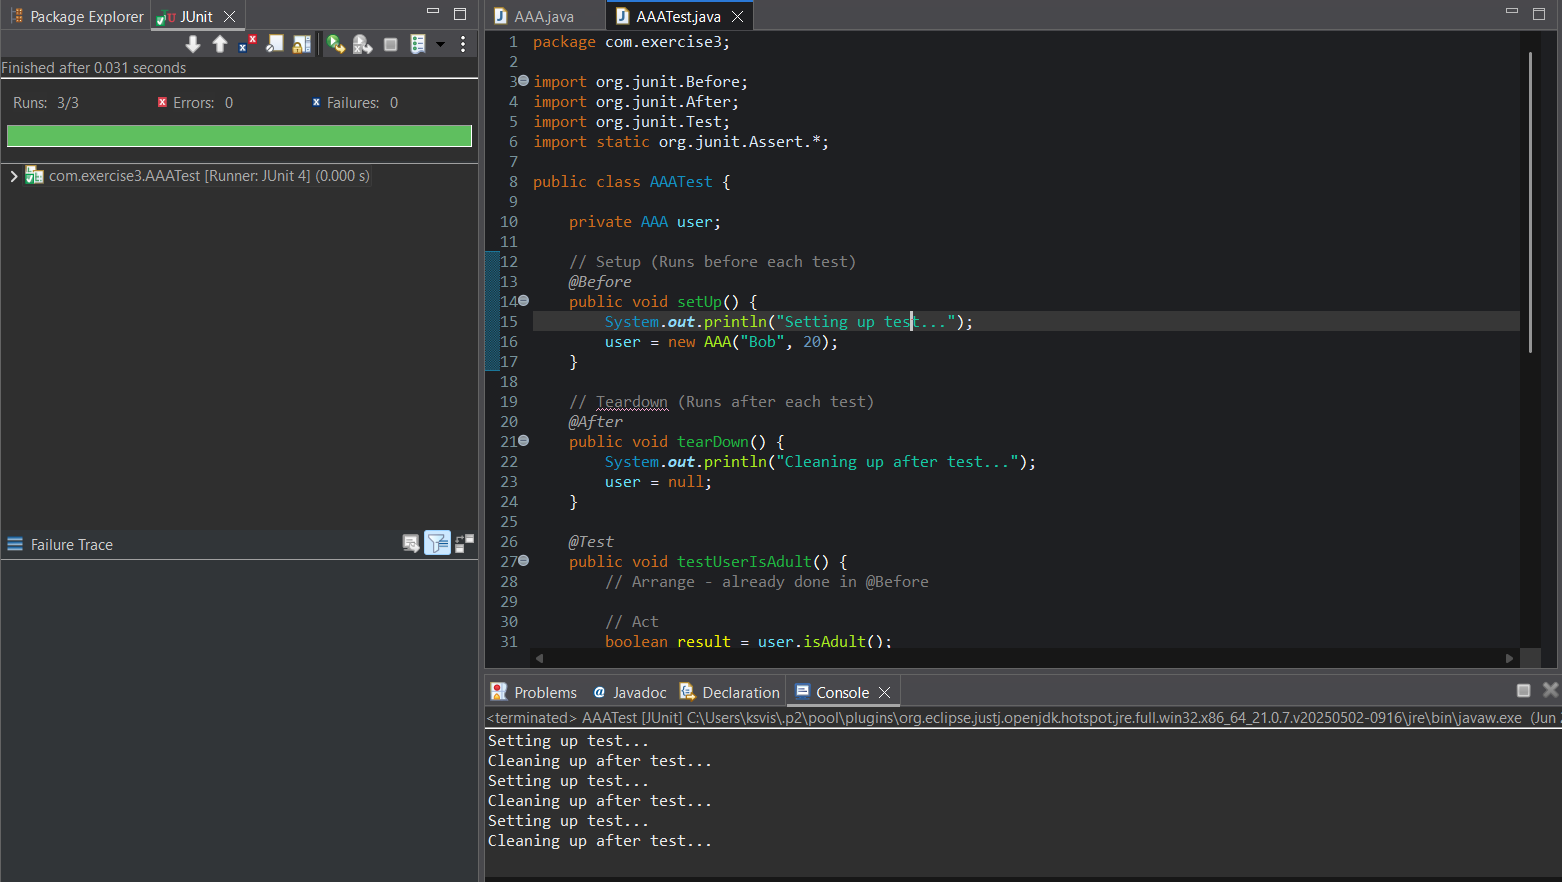 Package Explorer JUnit
Finished after 0.031 seconds
Runs: 3/3 Errors: 0 Failures: 0
com.exercise3.AAATest [Runner: JUnit 4] (0.000 s)
Failure Trace
AAA.java AAATest.java
1 package com.exercise3;
2
3 import org.junit.Before;
4 import org.junit.After;
5 import org.junit.Test;
6 import static org.junit.Assert.*;
7
8 public class AAATest {
9
10 private AAA user;
11
12 // Setup (Runs before each test)
13 @Before
14 public void setUp() {
15 System.out.println("Setting up test...");
16 user = new AAA("Bob", 20);
17 }
18
19 // Teardown (Runs after each test)
20 @After
21 public void tearDown() {
22 System.out.println("Cleaning up after test...");
23 user = null;
24 }
25
26 @Test
27 public void testUserIsAdult() {
28 // Arrange - already done in @Before
29
30 // Act
31 boolean result = user.isAdult();
Problems Javadoc Declaration Console
<terminated> AAATest [JUnit] C:\Users\ksvis\.p2\pool\plugins\org.eclipse.justj.openjdk.hotspot.jre.full.win32.x86_64_21.0.7.v20250502-0916\jre\bin\javaw.exe (Jun
Setting up test...
Cleaning up after test...
Setting up test...
Cleaning up after test...
Setting up test...
Cleaning up after test...